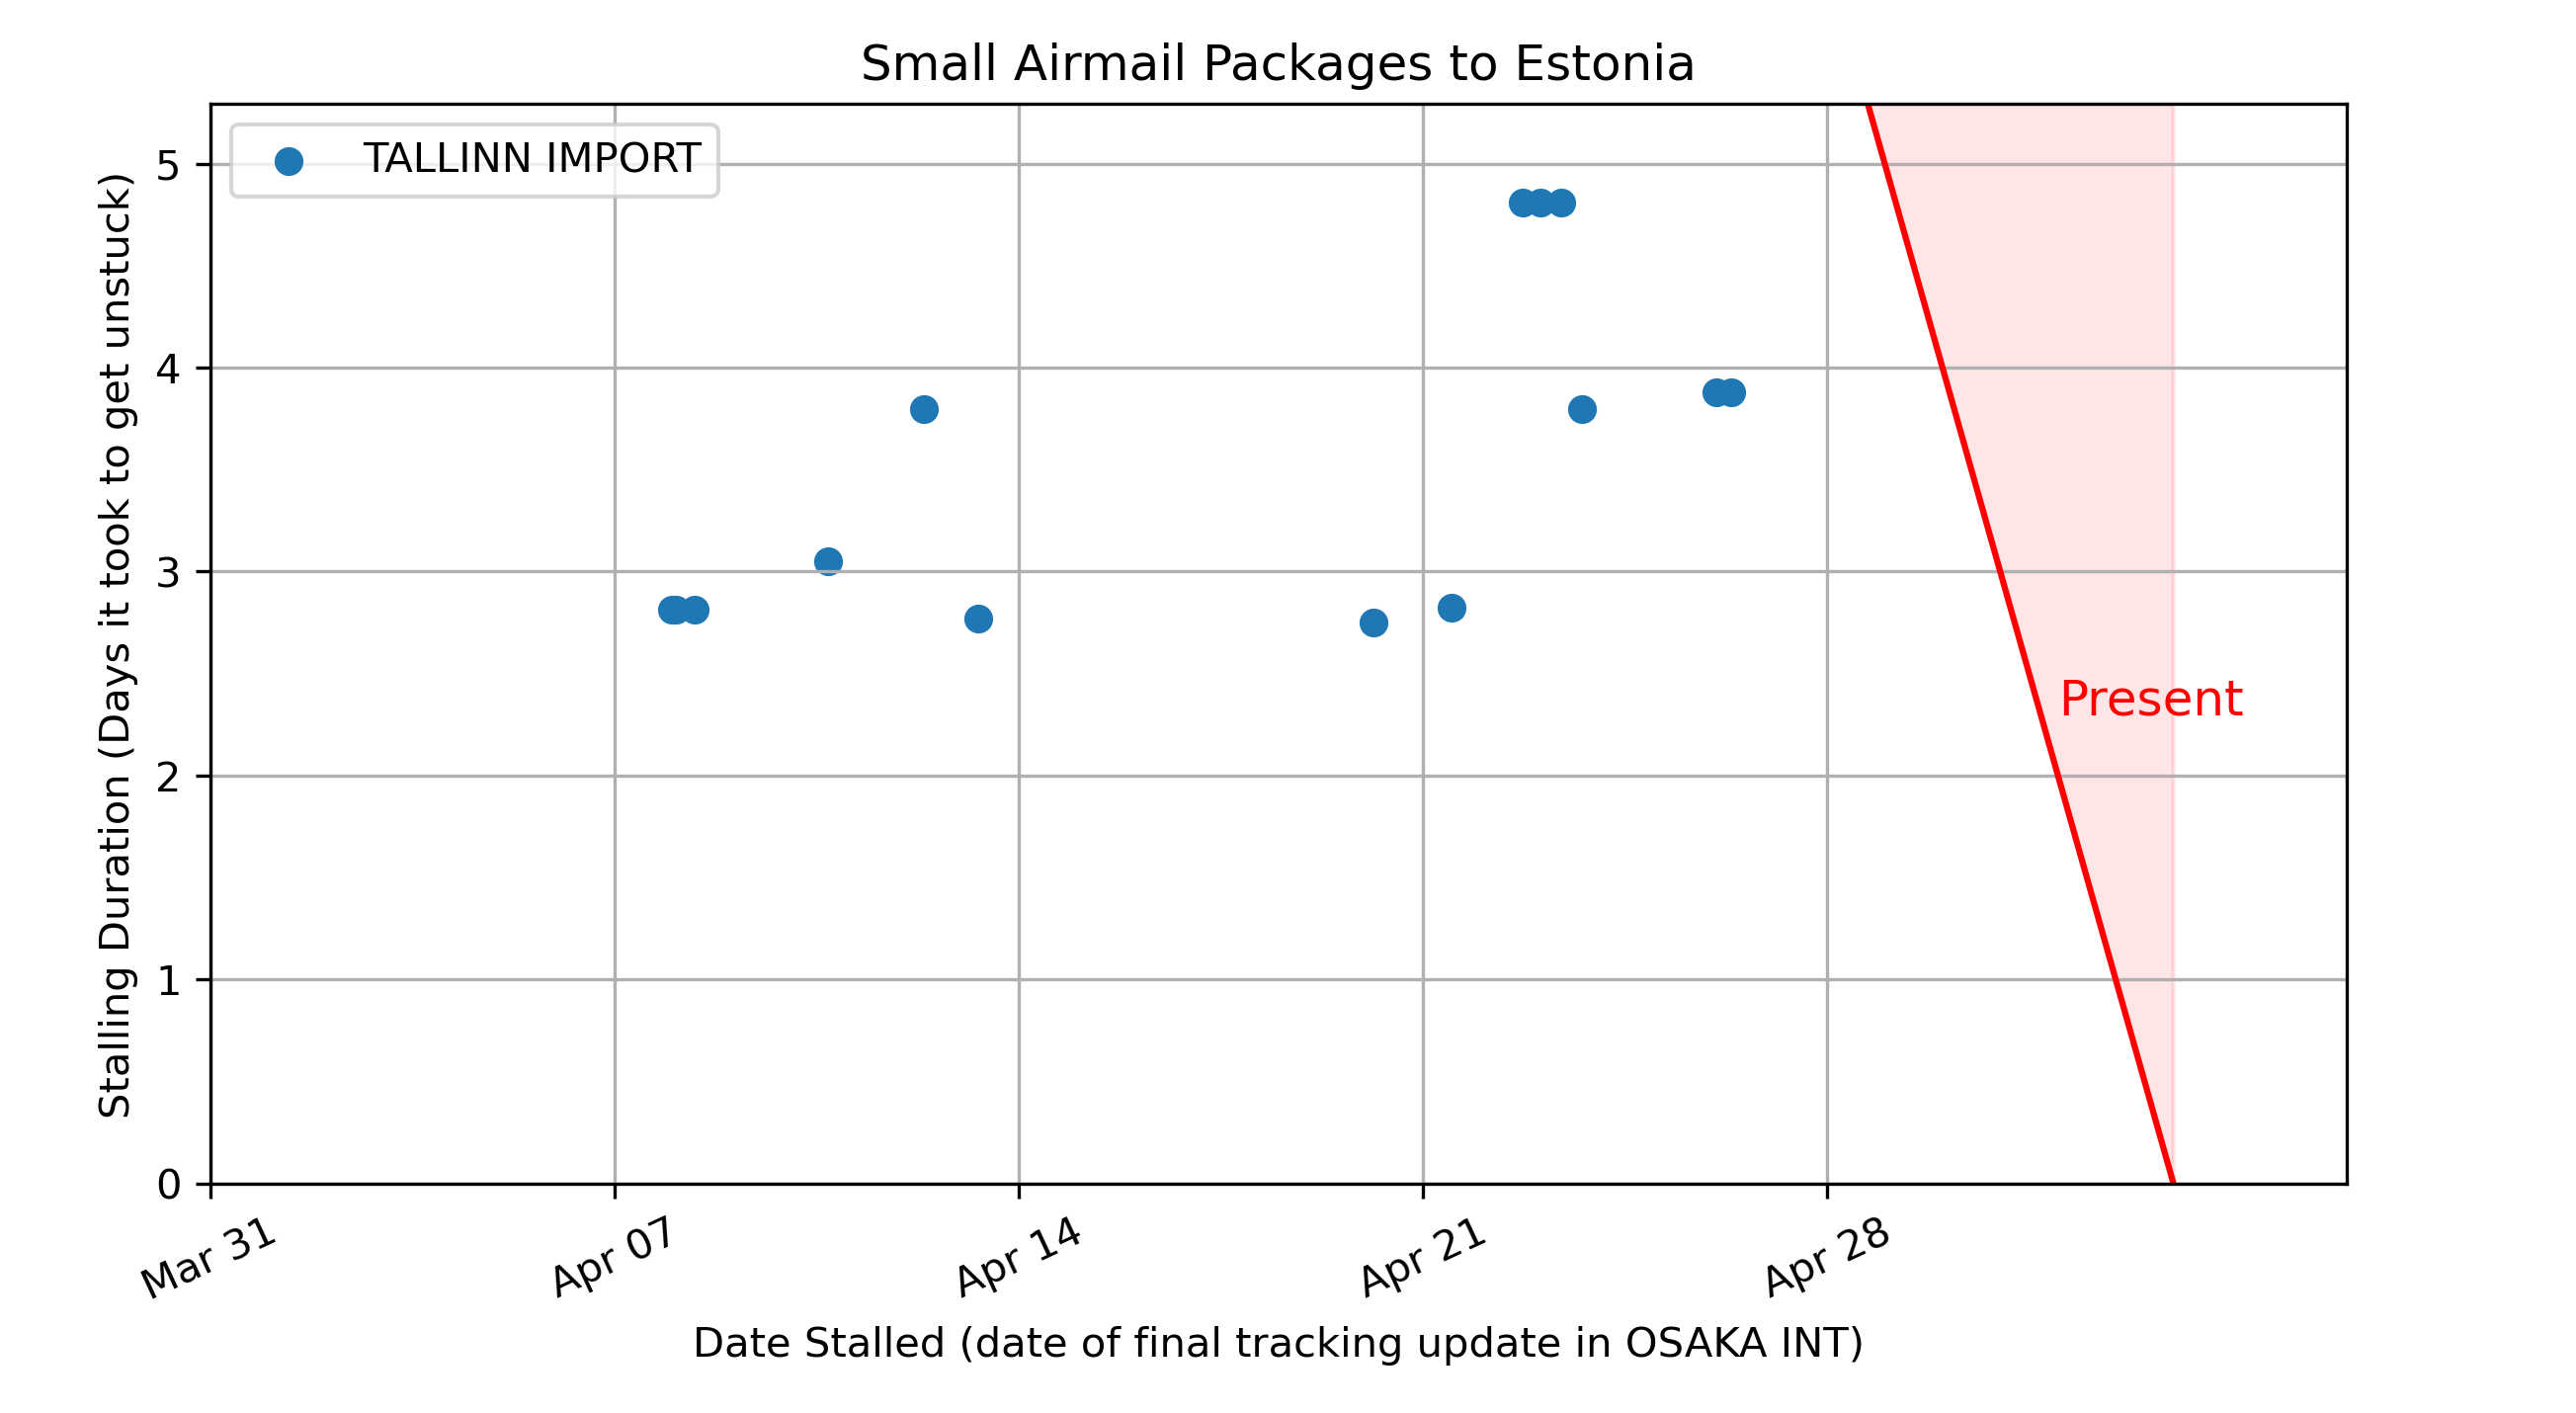 Small Airmail Packages to Estonia
TALLINN IMPORT
Stalling Duration (Days it took to get unstuck)
5
4
3
2
1
0
Present
Mar 31
Apr 07
Apr 14
Apr 21
Apr 28
Date Stalled (date of final tracking update in OSAKA INT)